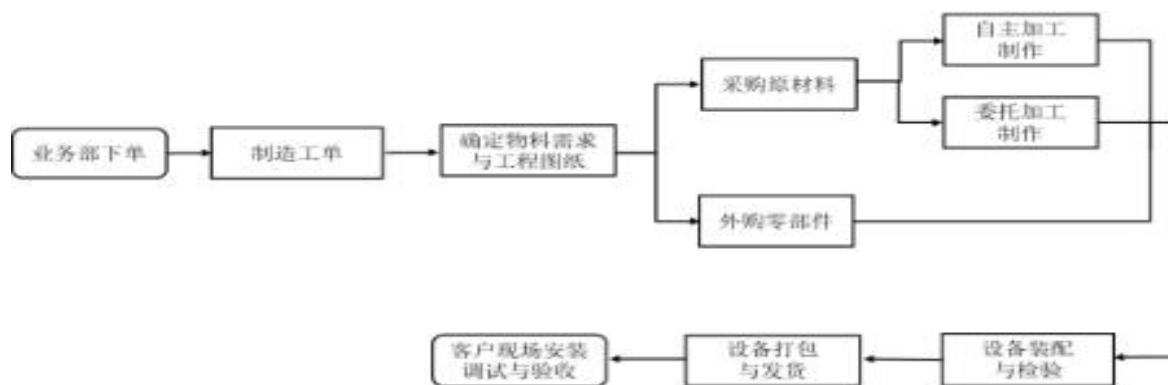 自主加工
制作
采购原材料
委托加工
制作
业务部下单
制造工单
确定物料需求
与工程图纸
外购零部件
客户现场安装
调试与验收
设备打包
与发货
设备装配
与检验